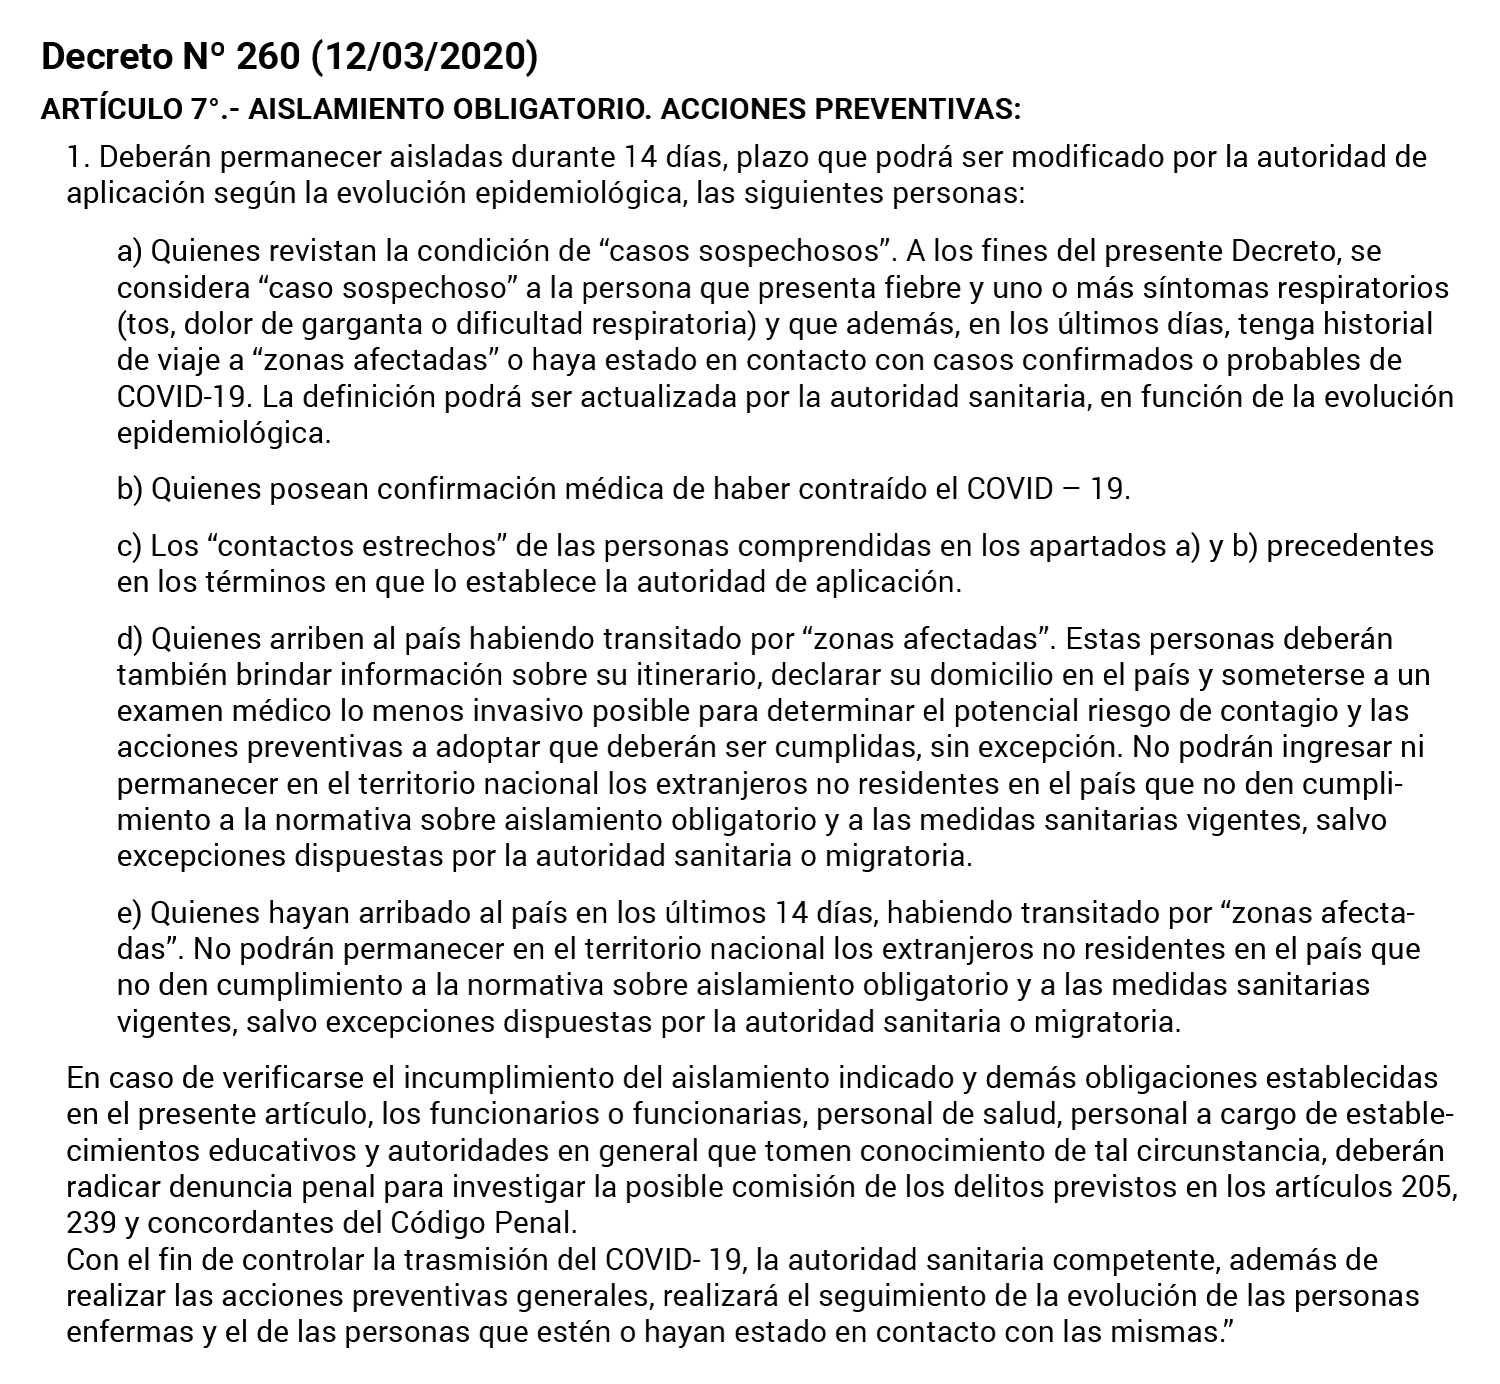 Decreto Nº 260 (12/03/2020)
ARTÍCULO 7°.- AISLAMIENTO OBLIGATORIO. ACCIONES PREVENTIVAS:
1. Deberán permanecer aisladas durante 14 días, plazo que podrá ser modificado por la autoridad de
aplicación según la evolución epidemiológica, las siguientes personas:
a) Quienes revistan la condición de “casos sospechosos”. A los fines del presente Decreto, se
considera “caso sospechoso” a la persona que presenta fiebre y uno o más síntomas respiratorios
(tos, dolor de garganta o dificultad respiratoria) y que además, en los últimos días, tenga historial
de viaje a “zonas afectadas” o haya estado en contacto con casos confirmados o probables de
COVID-19. La definición podrá ser actualizada por la autoridad sanitaria, en función de la evolución
epidemiológica.
b) Quienes posean confirmación médica de haber contraído el COVID – 19.
c) Los “contactos estrechos” de las personas comprendidas en los apartados a) y b) precedentes
en los términos en que lo establece la autoridad de aplicación.
d) Quienes arriben al país habiendo transitado por “zonas afectadas”. Estas personas deberán
también brindar información sobre su itinerario, declarar su domicilio en el país y someterse a un
examen médico lo menos invasivo posible para determinar el potencial riesgo de contagio y las
acciones preventivas a adoptar que deberán ser cumplidas, sin excepción. No podrán ingresar ni
permanecer en el territorio nacional los extranjeros no residentes en el país que no den cumpli-
miento a la normativa sobre aislamiento obligatorio y a las medidas sanitarias vigentes, salvo
excepciones dispuestas por la autoridad sanitaria o migratoria.
e) Quienes hayan arribado al país en los últimos 14 días, habiendo transitado por “zonas afecta-
das”. No podrán permanecer en el territorio nacional los extranjeros no residentes en el país que
no den cumplimiento a la normativa sobre aislamiento obligatorio y a las medidas sanitarias
vigentes, salvo excepciones dispuestas por la autoridad sanitaria o migratoria.
En caso de verificarse el incumplimiento del aislamiento indicado y demás obligaciones establecidas
en el presente artículo, los funcionarios o funcionarias, personal de salud, personal a cargo de estable-
cimientos educativos y autoridades en general que tomen conocimiento de tal circunstancia, deberán
radicar denuncia penal para investigar la posible comisión de los delitos previstos en los artículos 205,
239 y concordantes del Código Penal.
Con el fin de controlar la trasmisión del COVID- 19, la autoridad sanitaria competente, además de
realizar las acciones preventivas generales, realizará el seguimiento de la evolución de las personas
enfermas y el de las personas que estén o hayan estado en contacto con las mismas.”